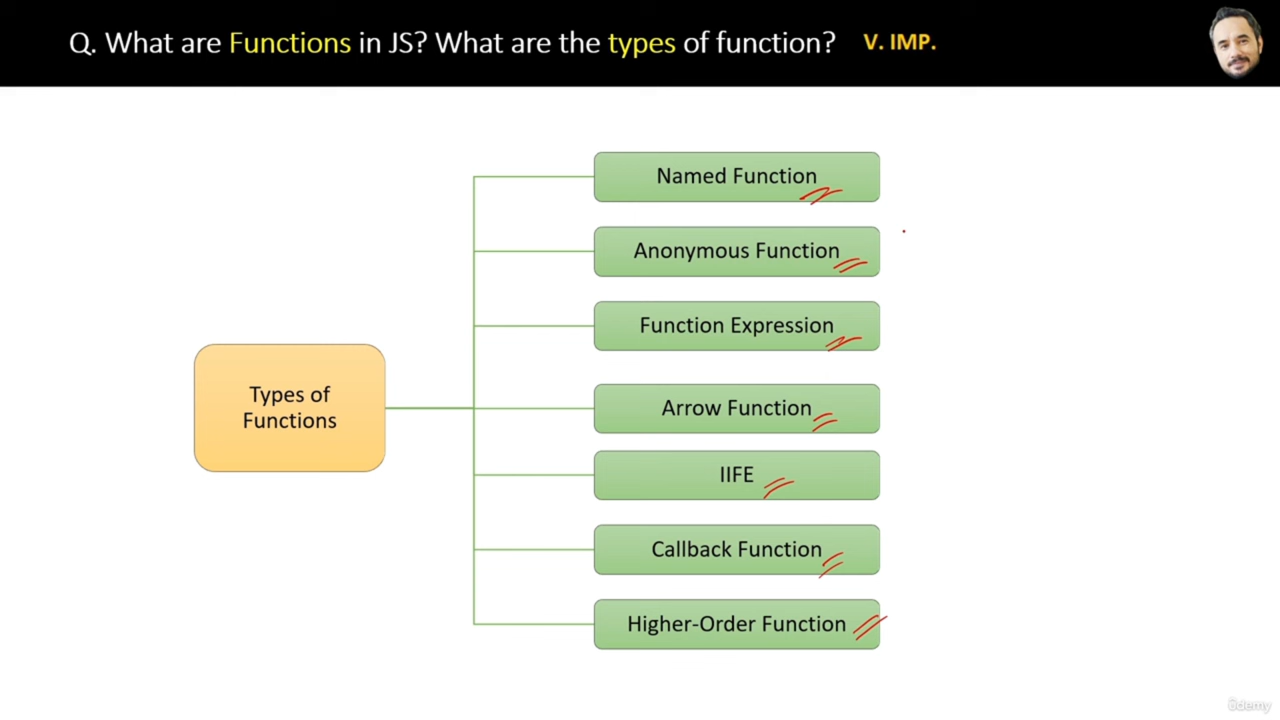 Q. What are Functions in JS? What are the types of function? V. IMP.
Named Function
Anonymous Function
Function Expression
Types of
Functions
Arrow Function
IIFE
Callback Function
Higher-Order Function
ûdemy